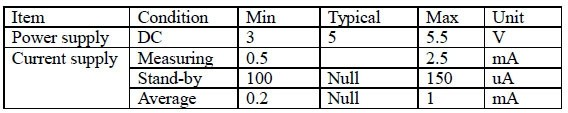 Item Condition Min Typical Max Unit
Power supply DC 3 5 5.5 V
Current supply Measuring 0.5 2.5 mA
Stand-by 100 Null 150 uA
Average 0.2 Null 1 mA